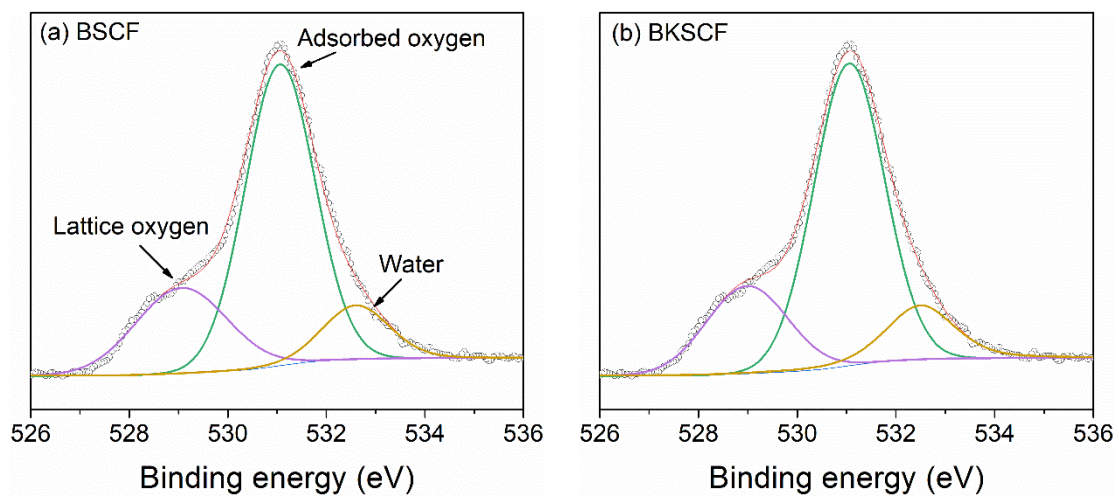 (a) BSCF
Adsorbed oxygen
Lattice oxygen
Water
526 528 530 532 534 536
Binding energy (eV)
(b) BKSCF
526 528 530 532 534 536
Binding energy (eV)